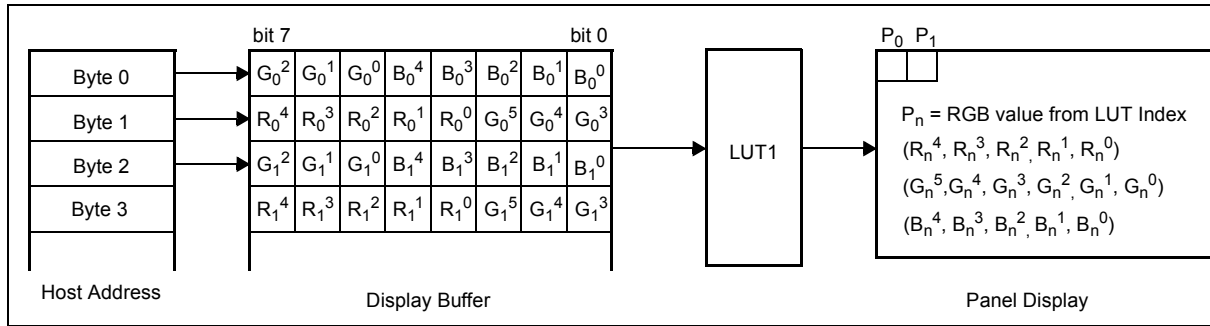 bit 7 bit 0 P₀ P₁
Byte 0 G₀² G₀¹ G₀⁰ B₀⁴ B₀³ B₀² B₀¹ B₀⁰
Byte 1 R₀⁴ R₀³ R₀² R₀¹ R₀⁰ G₀⁵ G₀⁴ G₀³
Byte 2 G₁² G₁¹ G₁⁰ B₁⁴ B₁³ B₁² B₁¹ B₁⁰
Byte 3 R₁⁴ R₁³ R₁² R₁¹ R₁⁰ G₁⁵ G₁⁴ G₁³
LUT1
Pₙ = RGB value from LUT Index
(Rₙ⁴, Rₙ³, Rₙ², Rₙ¹, Rₙ⁰)
(Gₙ⁵,Gₙ⁴, Gₙ³, Gₙ², Gₙ¹, Gₙ⁰)
(Bₙ⁴, Bₙ³, Bₙ², Bₙ¹, Bₙ⁰)
Host Address Display Buffer Panel Display